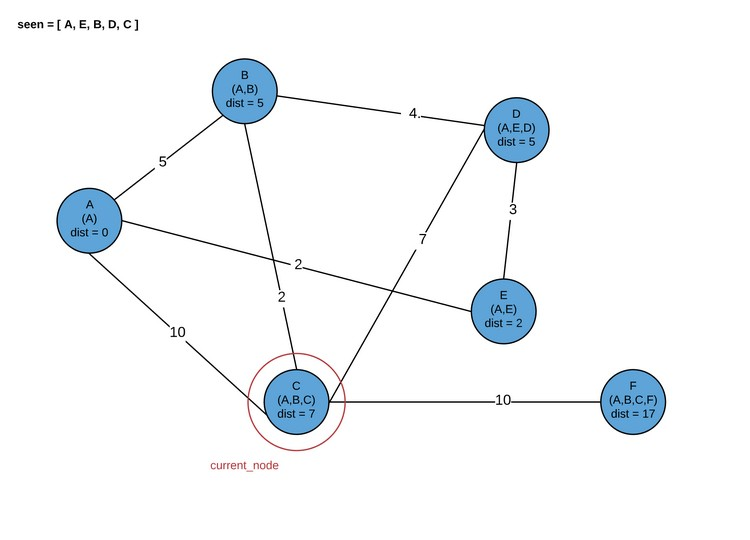 seen = [ A, E, B, D, C ]
B
(A,B)
dist = 5
4.
D
(A,E,D)
dist = 5
5
A
(A)
dist = 0
3
7
2
2
E
(A,E)
dist = 2
10
C
(A,B,C)
dist = 7
10
F
(A,B,C,F)
dist = 17
current_node